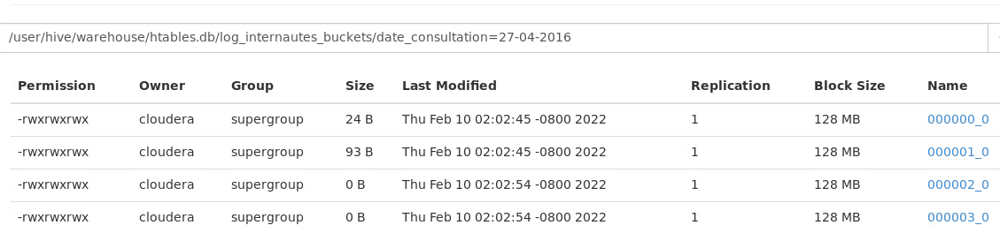 /user/hive/warehouse/htables.db/log_internautes_buckets/date_consultation=27-04-2016
Permission Owner Group Size Last Modified Replication Block Size Name
-rwxrwxrwx cloudera supergroup 24 B Thu Feb 10 02:02:45 -0800 2022 1 128 MB 000000_0
-rwxrwxrwx cloudera supergroup 93 B Thu Feb 10 02:02:45 -0800 2022 1 128 MB 000001_0
-rwxrwxrwx cloudera supergroup 0 B Thu Feb 10 02:02:54 -0800 2022 1 128 MB 000002_0
-rwxrwxrwx cloudera supergroup 0 B Thu Feb 10 02:02:54 -0800 2022 1 128 MB 000003_0